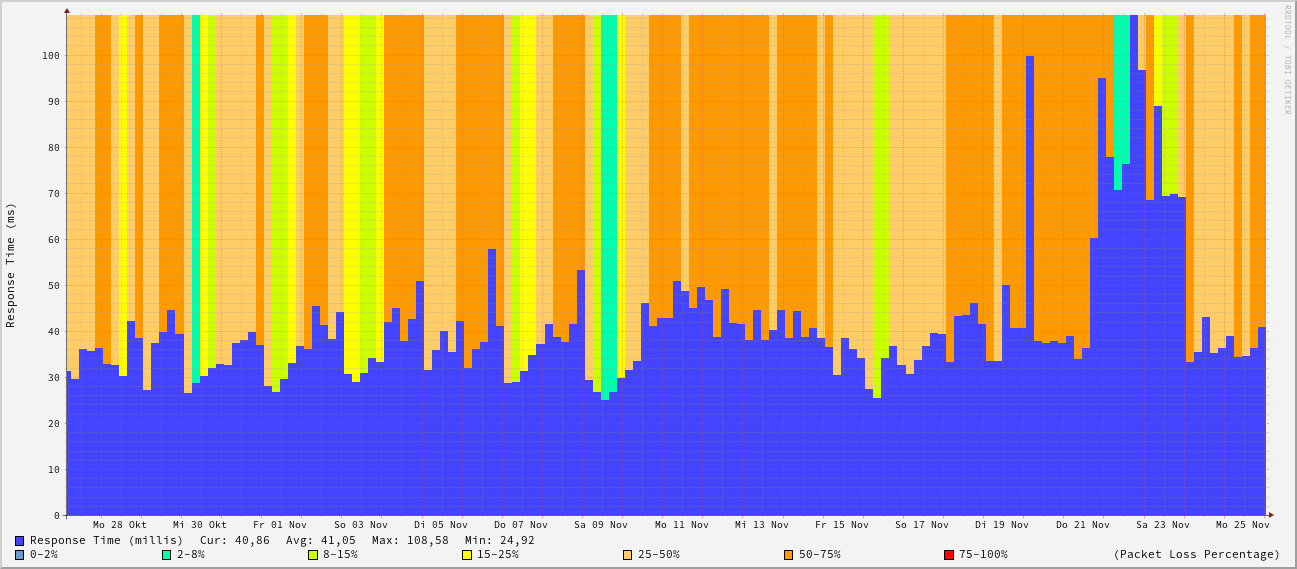 RRDTOOL / TOBI OETIKER
Response Time (ms)
100
90
80
70
60
50
40
30
20
10
0
Mo 28 Okt Mi 30 Okt Fr 01 Nov So 03 Nov Di 05 Nov Do 07 Nov Sa 09 Nov Mo 11 Nov Mi 13 Nov Fr 15 Nov So 17 Nov Di 19 Nov Do 21 Nov Sa 23 Nov Mo 25 Nov
Response Time (millis) Cur: 40,86 Avg: 41,05 Max: 108,58 Min: 24,92
0-2% 2-8% 8-15% 15-25% 25-50% 50-75% 75-100% (Packet Loss Percentage)